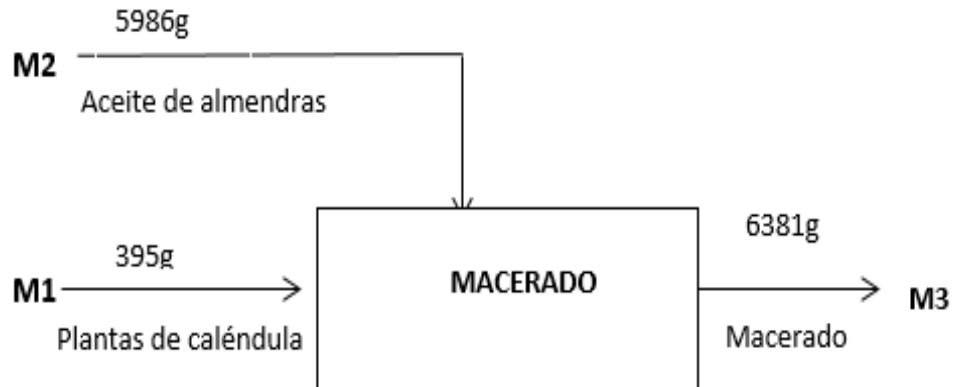 5986g
M2
Aceite de almendras
6381g
395g
MACERADO
M1
M3
Plantas de caléndula
Macerado